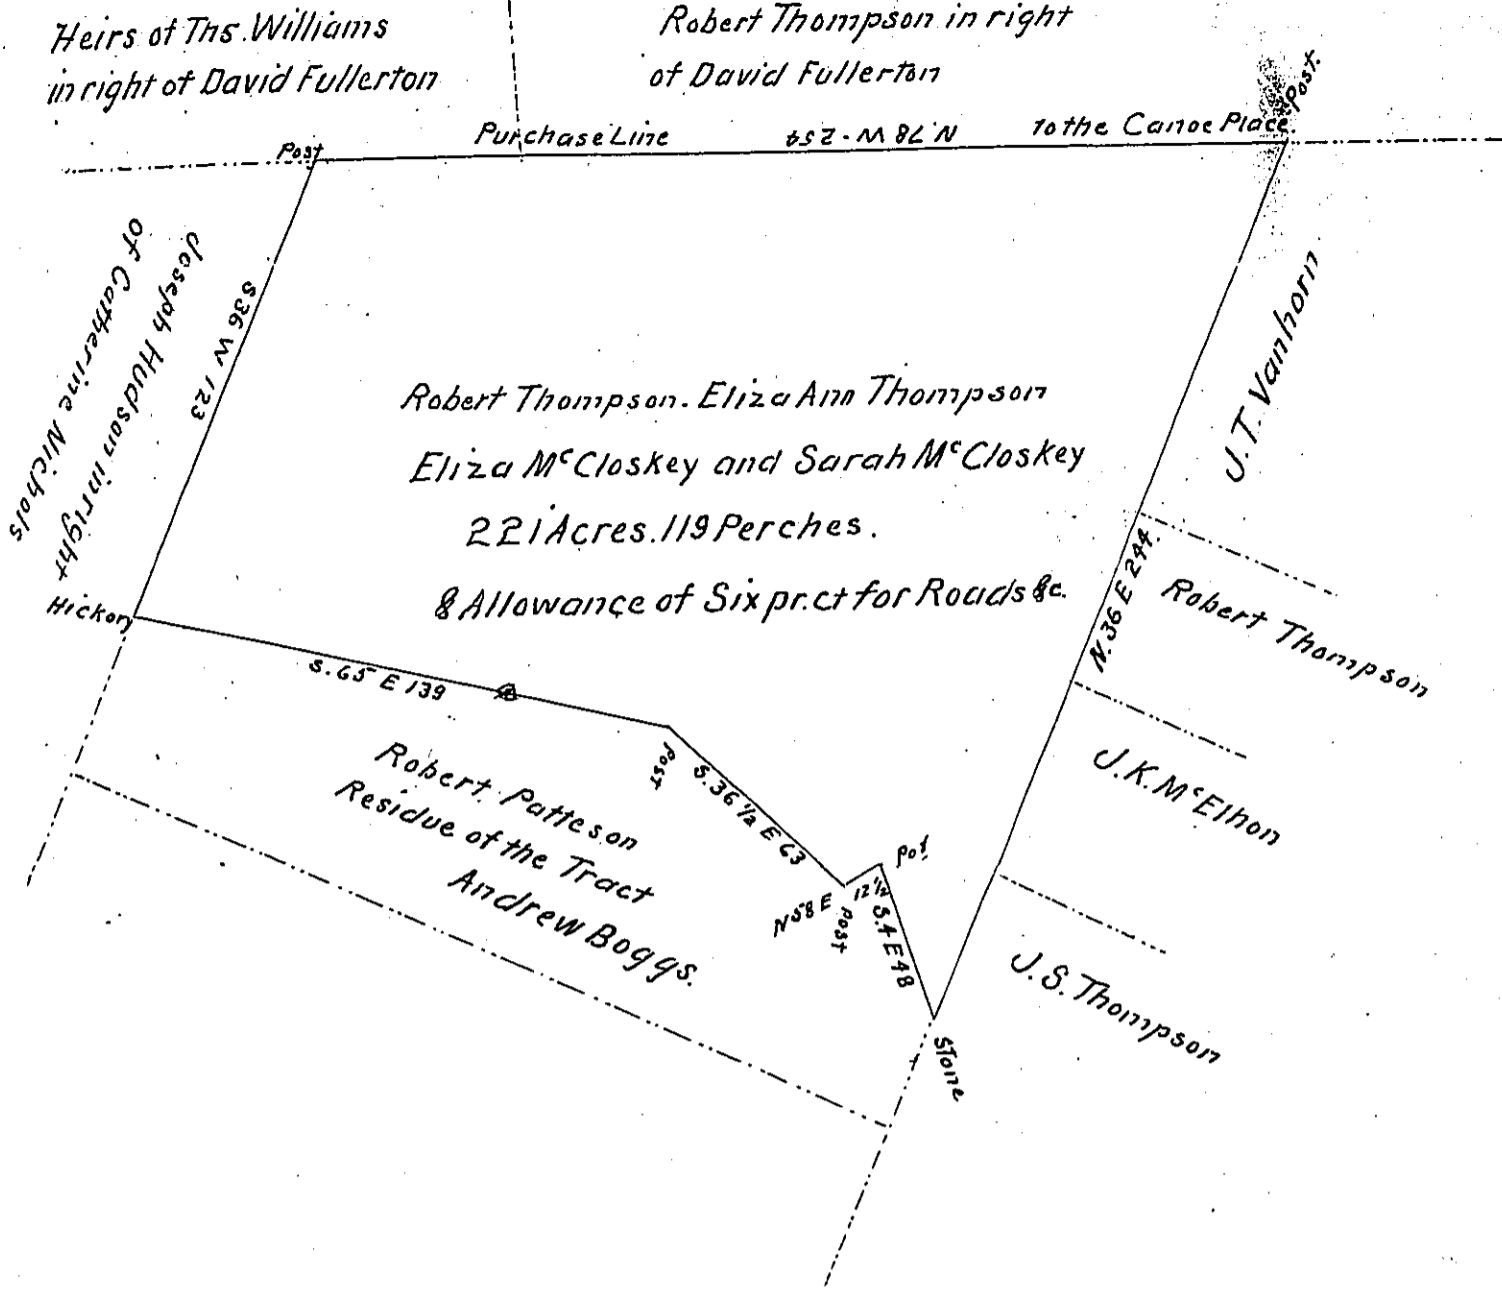 Heirs of Ths. Williams
in right of David Fullerton
Robert Thompson in right
of David Fullerton
Post
Purchase Line
N. 78 W - 254
To the Canoe Place.
Post.
Joseph Hudson in right
of Catherine Nichols
S36 W 123
J.T. Vanhorn.
Robert Thompson. Eliza Ann Thompson
Eliza McCloskey and Sarah McCloskey
221 Acres. 119 Perches.
& Allowance of Six pr. ct for Roads &c.
N. 36 E 244.
Robert Thompson
Hickory
S. 65 E 139
Post
S. 36 1/2 E 63
J.K. McElhon
Robert Patteson
Residue of the Tract
Andrew Boggs.
Pot
N 58 E 12 1/2
Post
S. 4 E 48
J.S. Thompson
Stone